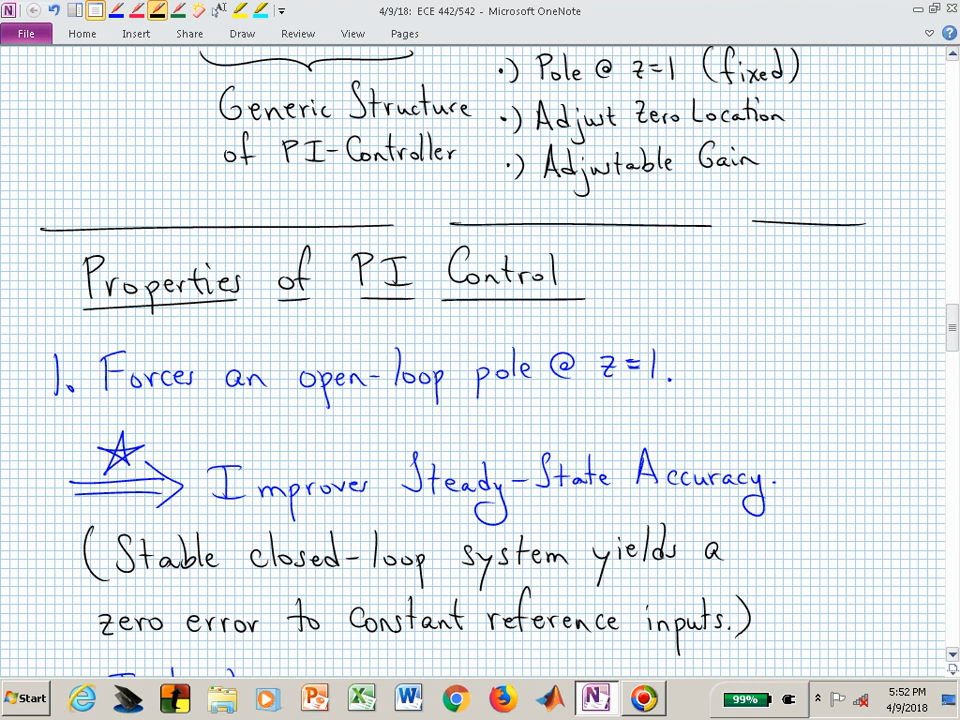 4/9/18: ECE 442/542 - Microsoft OneNote
File Home Insert Share Draw Review View Pages
•) Pole @ z=1 (fixed)
Generic Structure
of PI-Controller
•) Adjust Zero Location
•) Adjustable Gain
Properties of PI Control
1. Forces an open-loop pole @ z=1.
Improves Steady-State Accuracy.
(Stable closed-loop system yields a
zero error to constant reference inputs.)
Start
99%
5:52 PM
4/9/2018